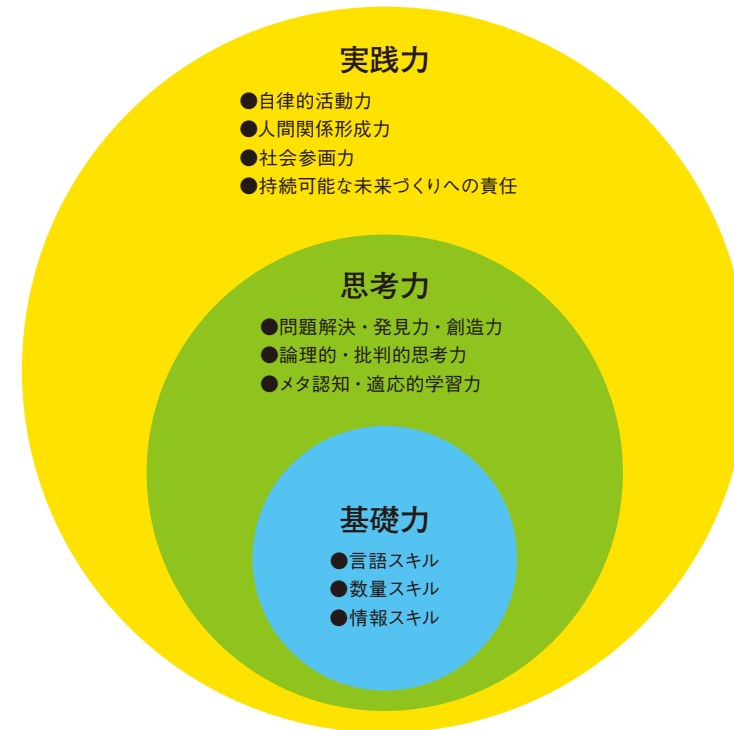 実践力
●自律的活動力
●人間関係形成力
●社会参画力
●持続可能な未来づくりへの責任
思考力
●問題解決・発見力・創造力
●論理的・批判的思考力
●メタ認知・適応的学習力
基礎力
●言語スキル
●数量スキル
●情報スキル